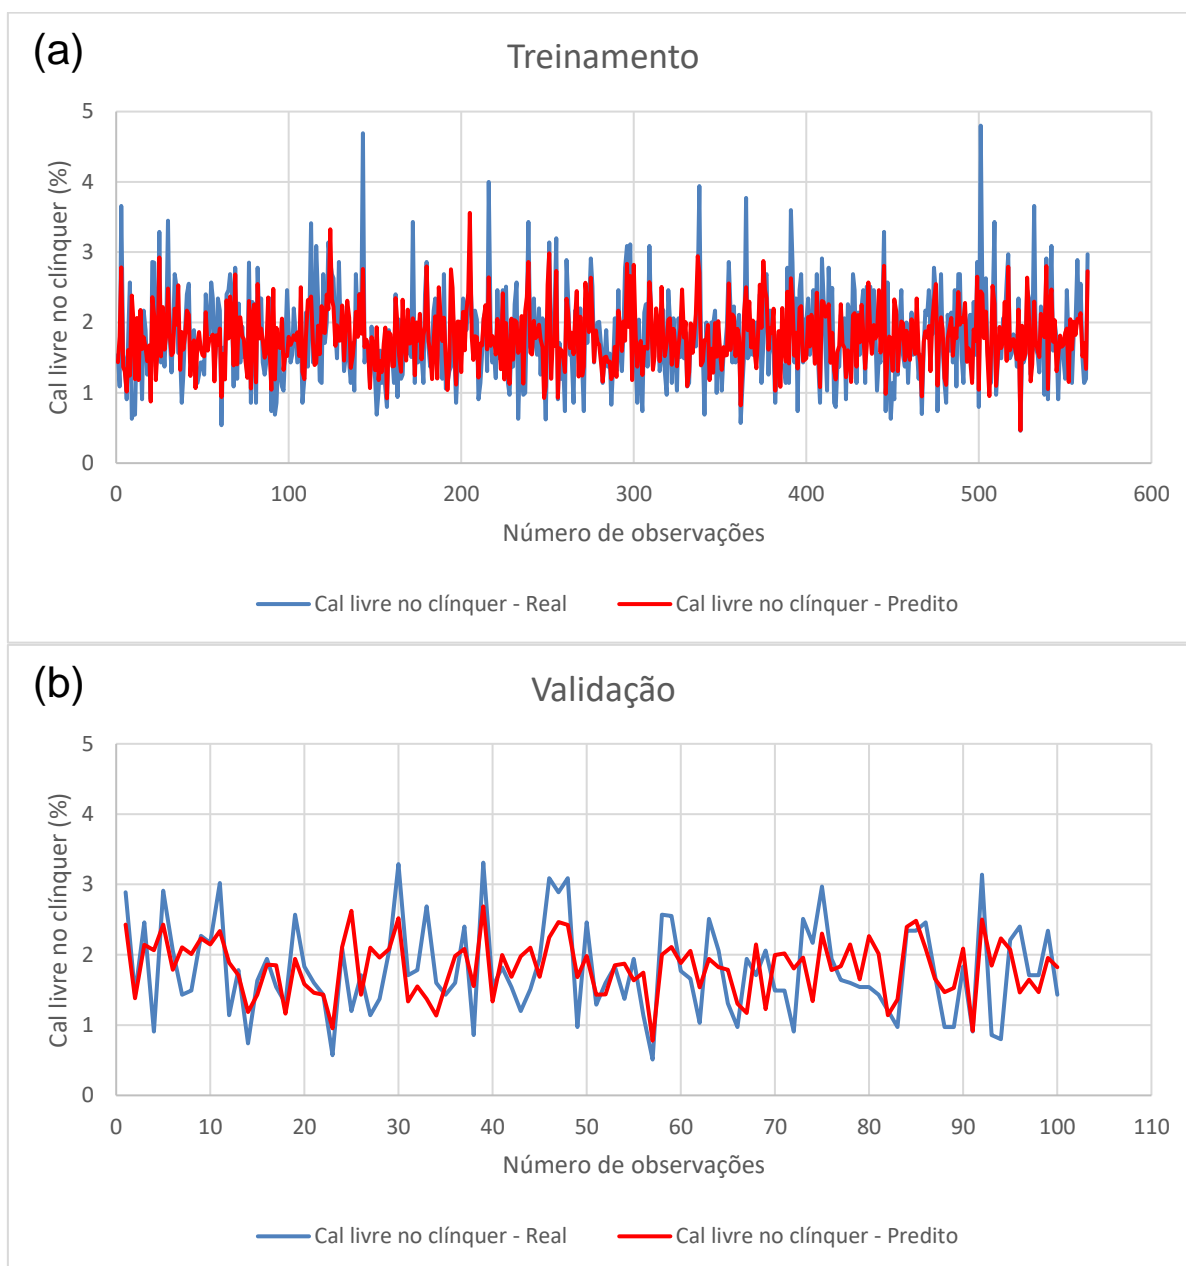 (a)
Treinamento
Cal livre no clínquer (%)
5
4
3
2
1
0
0 100 200 300 400 500 600
Número de observações
Cal livre no clínquer - Real Cal livre no clínquer - Predito
(b)
Validação
Cal livre no clínquer (%)
5
4
3
2
1
0
0 10 20 30 40 50 60 70 80 90 100 110
Número de observações
Cal livre no clínquer - Real Cal livre no clínquer - Predito